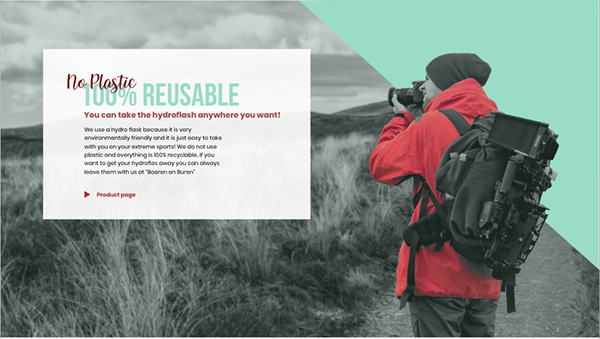 No Plastic
100% REUSABLE
You can take the hydroflash anywhere you want!
We use a hydro flask because it is very
environmentally friendly and it is just easy to take
with you on your extreme sports! We do not use
plastic and everything is 100% recyclable, if you
want to get your hydrofles away you can always
leave them with us at "Boeren en Buren"
Product page